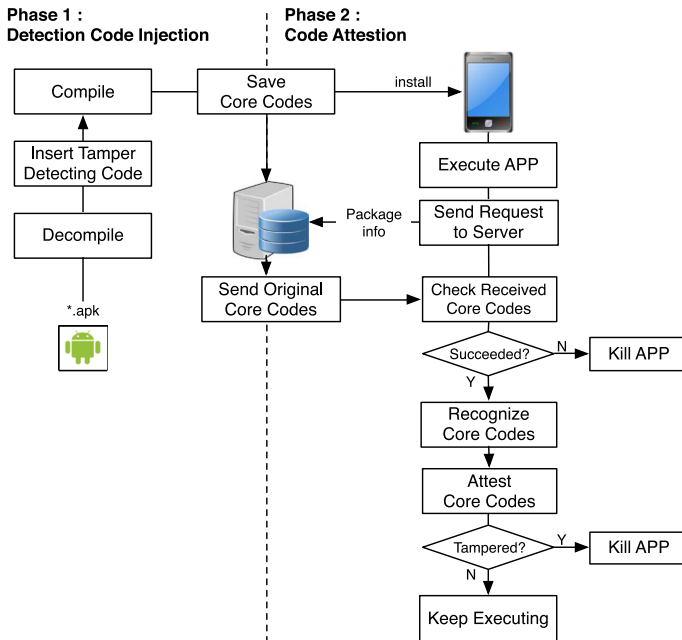 Phase 1 :
Detection Code Injection
Phase 2 :
Code Attestion
Compile
Save
Core Codes
install
Insert Tamper
Detecting Code
Execute APP
Decompile
Package
info
Send Request
to Server
*.apk
Send Original
Core Codes
Check Received
Core Codes
Succeeded?
N
Kill APP
Y
Recognize
Core Codes
Attest
Core Codes
Tampered?
Y
Kill APP
N
Keep Executing